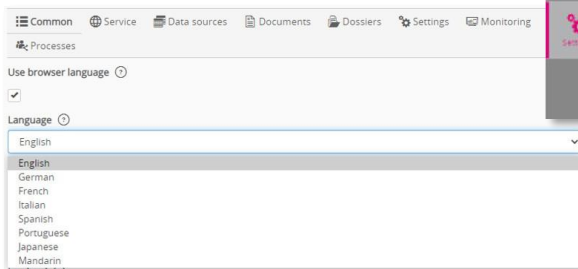 Common Service Data sources Documents Dossiers Settings Monitoring
Processes
Use browser language ?
Language ?
English
English
German
French
Italian
Spanish
Portuguese
Japanese
Mandarin